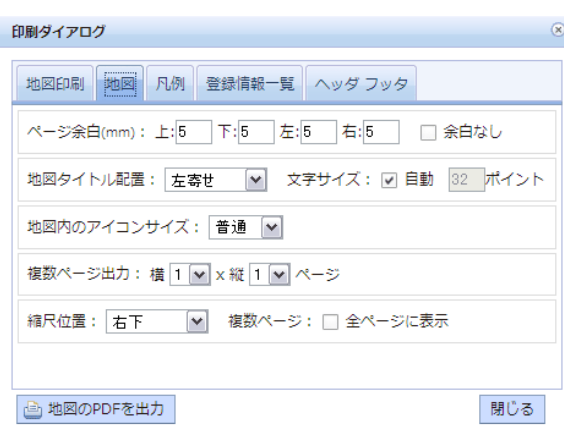 印刷ダイアログ
地図印刷 地図 凡例 登録情報一覧 ヘッダ フッタ
ページ余白(mm): 上:5 下:5 左:5 右:5 余白なし
地図タイトル配置: 左寄せ 文字サイズ: 自動 32 ポイント
地図内のアイコンサイズ: 普通
複数ページ出力: 横 1 x 縦 1 ページ
縮尺位置: 右下 複数ページ: 全ページに表示
地図のPDFを出力 閉じる